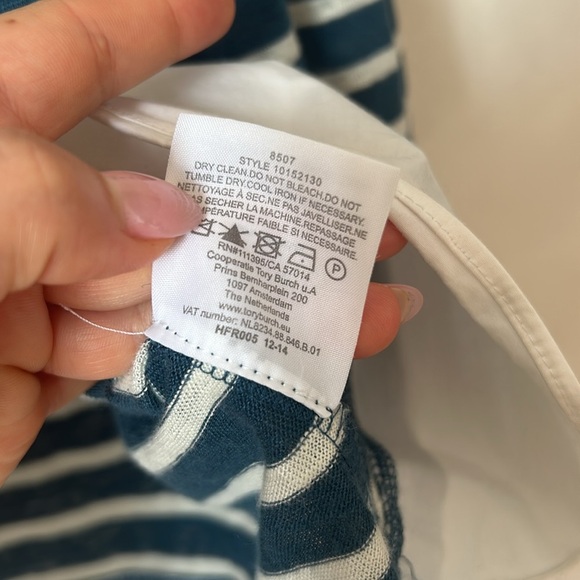 8507
STYLE 10152130
DRY CLEAN.DO NOT BLEACH.DO NOT
TUMBLE DRY.COOL IRON IF NECESSARY.
NETTOYAGE À SEC.NE PAS JAVELLISER.NE
PAS SECHER LA MACHINE.REPASSAGE
TEMPÉRATURE FAIBLE SI NECESSAIRE.
P
RN#111395/CA 57014
Cooperatie Tory Burch u.A
Prins Bernharplein 200
1097 Amsterdam
The Netherlands
www.toryburch.eu
VAT number: NL8234.88.846.B.01
HFR005 12-14